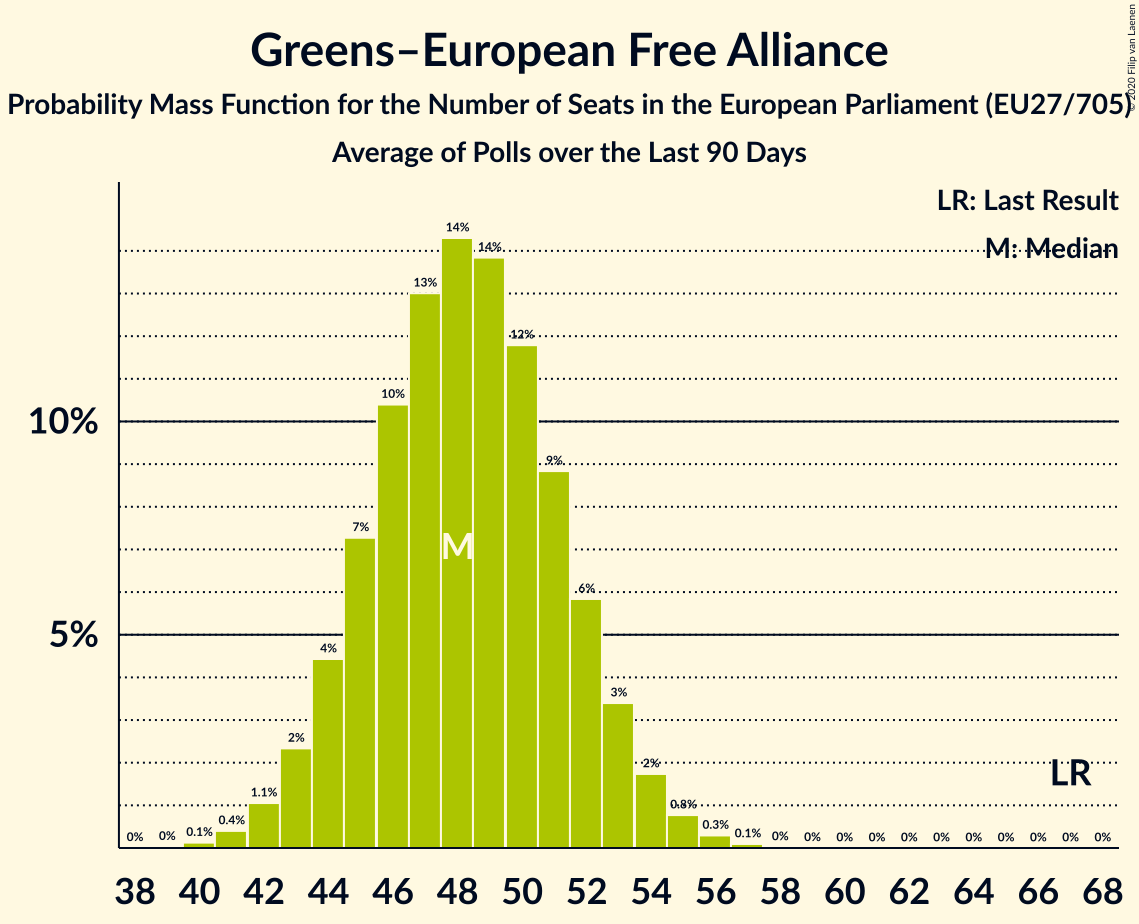 Greens–European Free Alliance
Probability Mass Function for the Number of Seats in the European Parliament (EU27/705)
Average of Polls over the Last 90 Days
© 2020 Filip van Laenen
LR: Last Result
M: Median
10%
5%
0% 0% 0.1% 0.4% 1.1% 2% 4% 7% 10% 13% 14% 14% 12% 9% 6% 3% 2% 0.8% 0.3% 0.1% 0% 0% 0% 0% 0% 0% 0% 0% 0% 0% 0%
M
LR
38 40 42 44 46 48 50 52 54 56 58 60 62 64 66 68